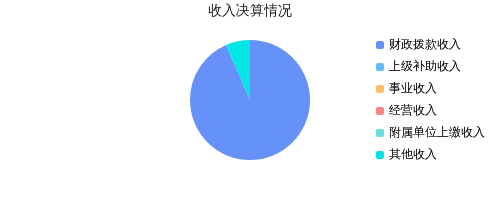 收入决算情况
财政拨款收入
上级补助收入
事业收入
经营收入
附属单位上缴收入
其他收入